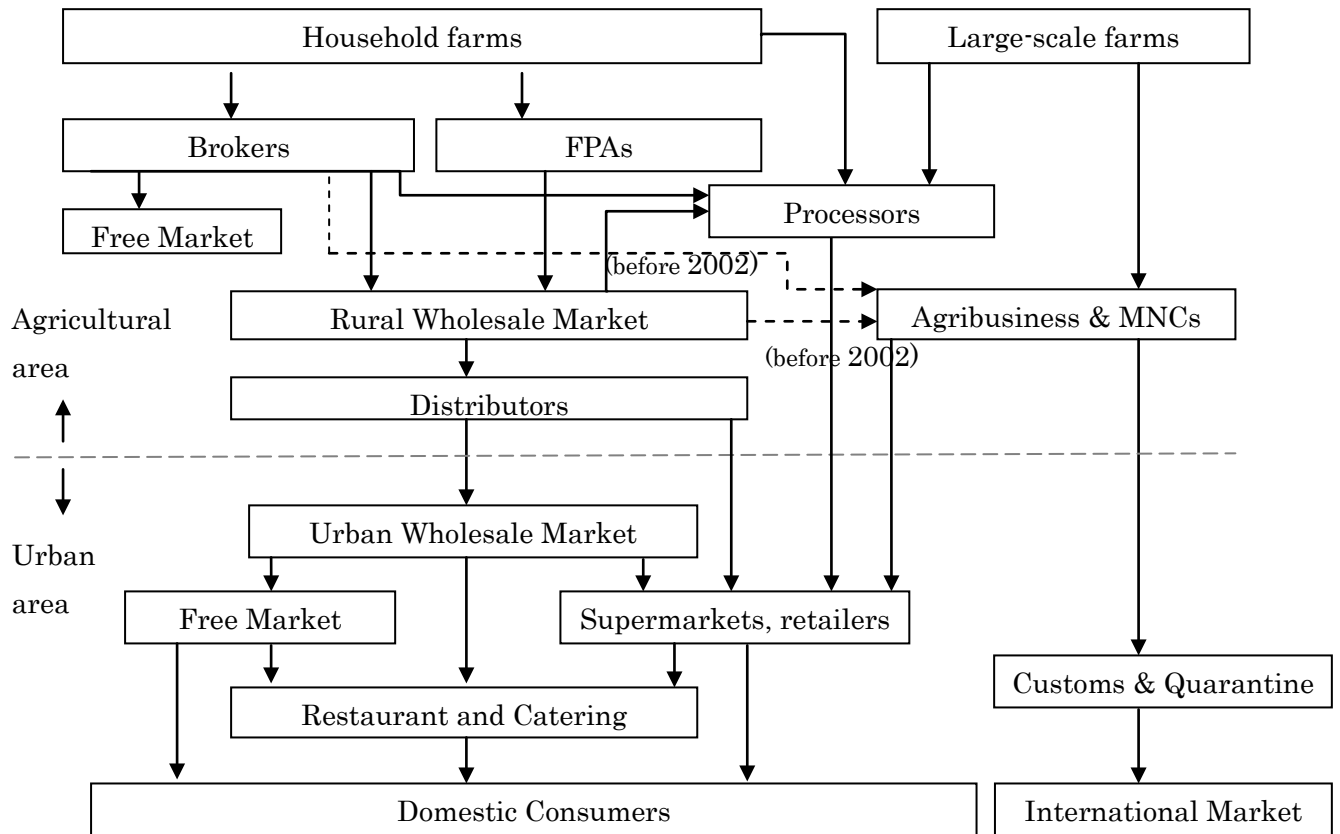 Household farms
Large-scale farms
Brokers
FPAs
Processors
Free Market
(before 2002)
Agricultural
area
Rural Wholesale Market
Agribusiness & MNCs
(before 2002)
Distributors
Urban Wholesale Market
Urban
area
Free Market
Supermarkets, retailers
Customs & Quarantine
Restaurant and Catering
Domestic Consumers
International Market